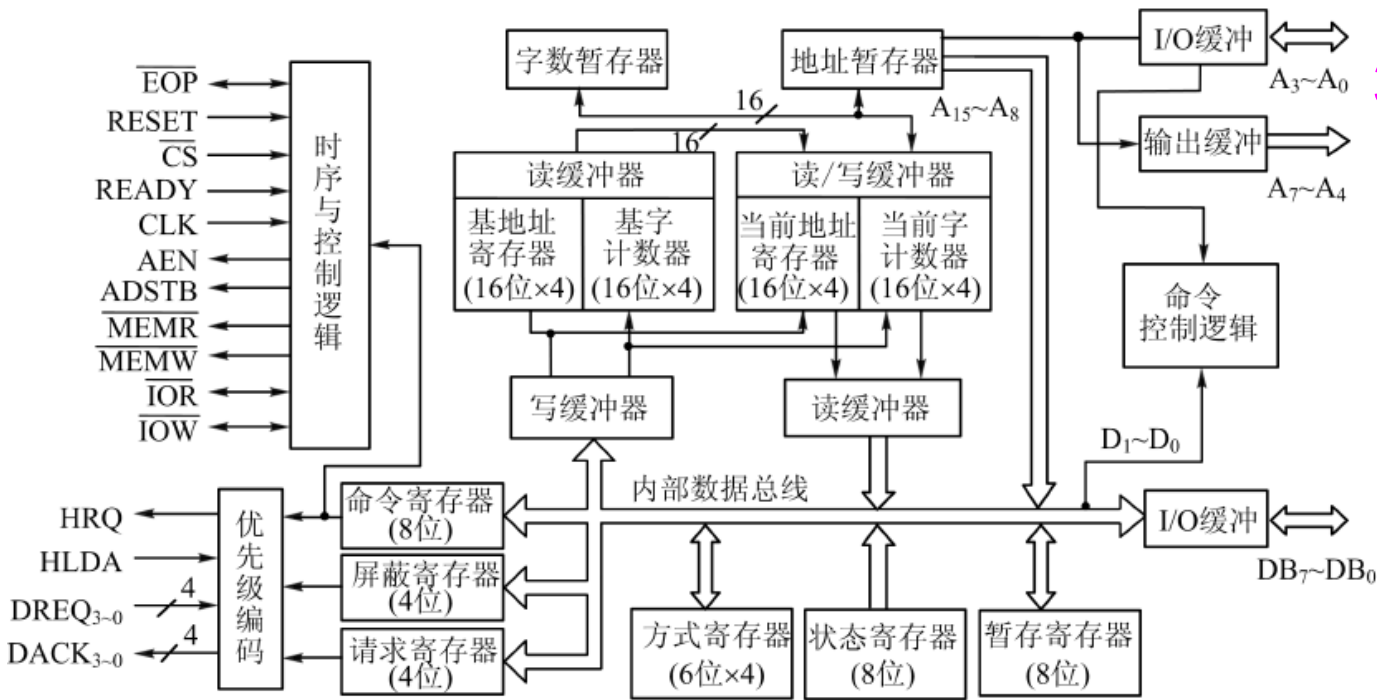 EOP
RESET
CS
READY
CLK
AEN
ADSTB
MEMR
MEMW
IOR
IOW
时序与控制逻辑
字数暂存器
地址暂存器
16
16
A₁₅~A₈
I/O缓冲
A₃~A₀
输出缓冲
A₇~A₄
读缓冲器
基地址
寄存器
(16位×4)
基字
计数器
(16位×4)
读/写缓冲器
当前地址
寄存器
(16位×4)
当前字
计数器
(16位×4)
命令
控制逻辑
写缓冲器
读缓冲器
D₁~D₀
内部数据总线
I/O缓冲
DB₇~DB₀
HRQ
HLDA
DREQ₃~₀
4
DACK₃~₀
4
优先级编码
命令寄存器
(8位)
屏蔽寄存器
(4位)
请求寄存器
(4位)
方式寄存器
(6位×4)
状态寄存器
(8位)
暂存寄存器
(8位)